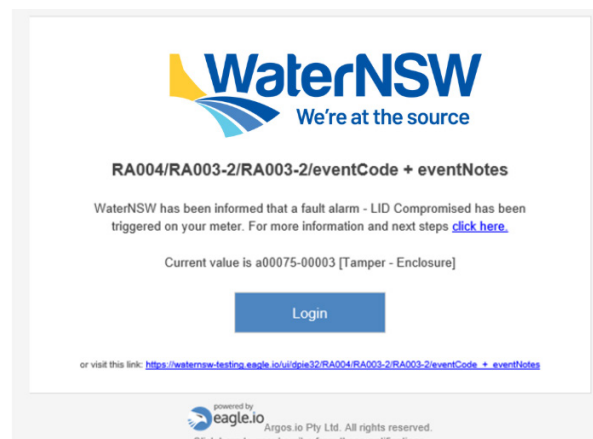 WaterNSW
We're at the source
RA004/RA003-2/RA003-2/eventCode + eventNotes
WaterNSW has been informed that a fault alarm - LID Compromised has been
triggered on your meter. For more information and next steps click here.
Current value is a00075-00003 [Tamper - Enclosure]
Login
or visit this link: https://waternsw-testing.eagle.io/ui/dpie32/RA004/RA003-2/RA003-2/eventCode_+_eventNotes
powered by
eagle.io Argos.io Pty Ltd. All rights reserved.